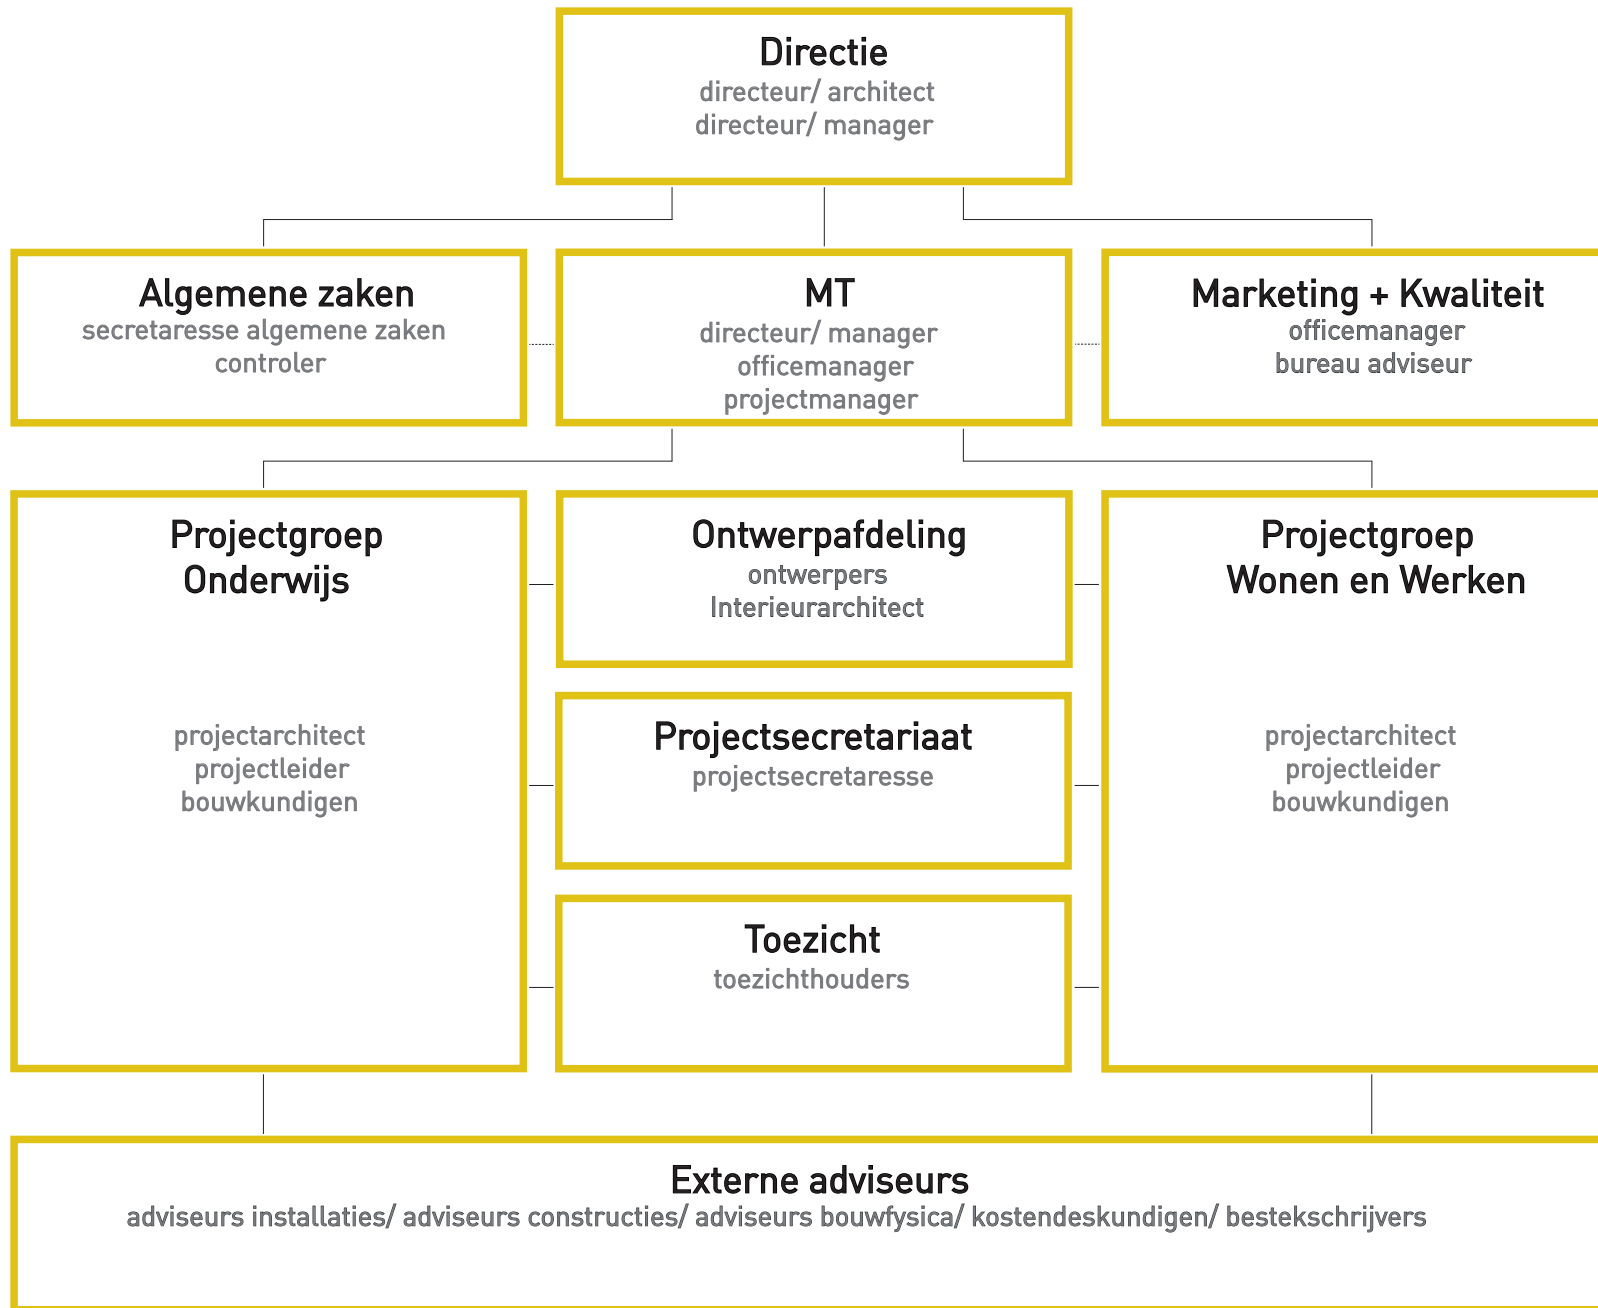 Directie
directeur/ architect
directeur/ manager
Algemene zaken
secretaresse algemene zaken
controler
MT
directeur/ manager
officemanager
projectmanager
Marketing + Kwaliteit
officemanager
bureau adviseur
Projectgroep
Onderwijs
projectarchitect
projectleider
bouwkundigen
Ontwerpafdeling
ontwerpers
Interieurarchitect
Projectsecretariaat
projectsecretaresse
Toezicht
toezichthouders
Projectgroep
Wonen en Werken
projectarchitect
projectleider
bouwkundigen
Externe adviseurs
adviseurs installaties/ adviseurs constructies/ adviseurs bouwfysica/ kostendeskundigen/ bestekschrijvers